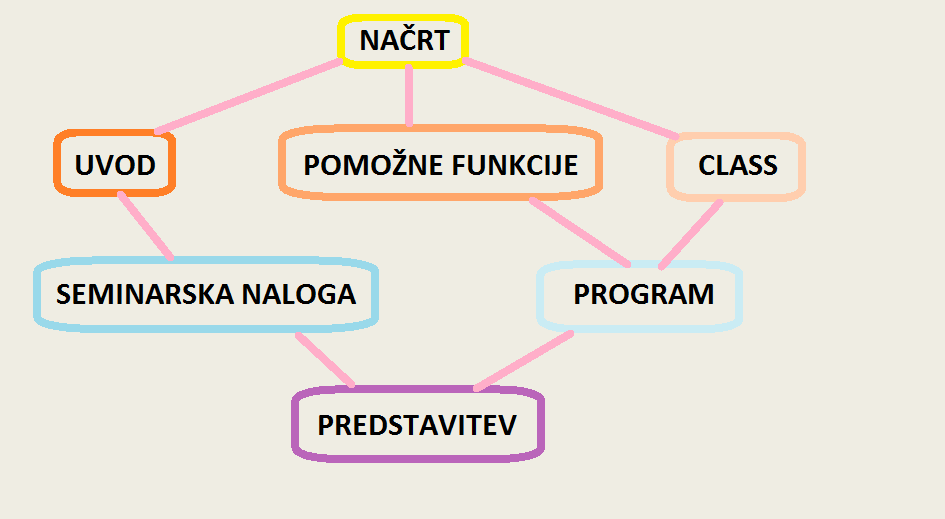 NAČRT
UVOD
POMOŽNE FUNKCIJE
CLASS
SEMINARSKA NALOGA
PROGRAM
PREDSTAVITEV